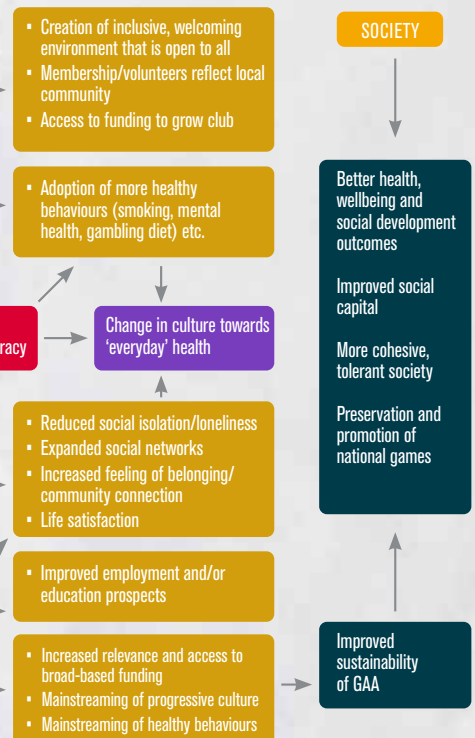 ▪ Creation of inclusive, welcoming
environment that is open to all
▪ Membership/volunteers reflect local
community
▪ Access to funding to grow club
▪ Adoption of more healthy
behaviours (smoking, mental
health, gambling diet) etc.
racy
Change in culture towards
‘everyday’ health
▪ Reduced social isolation/loneliness
▪ Expanded social networks
▪ Increased feeling of belonging/
community connection
▪ Life satisfaction
▪ Improved employment and/or
education prospects
▪ Increased relevance and access to
broad-based funding
▪ Mainstreaming of progressive culture
▪ Mainstreaming of healthy behaviours
SOCIETY
Better health,
wellbeing and
social development
outcomes
Improved social
capital
More cohesive,
tolerant society
Preservation and
promotion of
national games
Improved
sustainability
of GAA